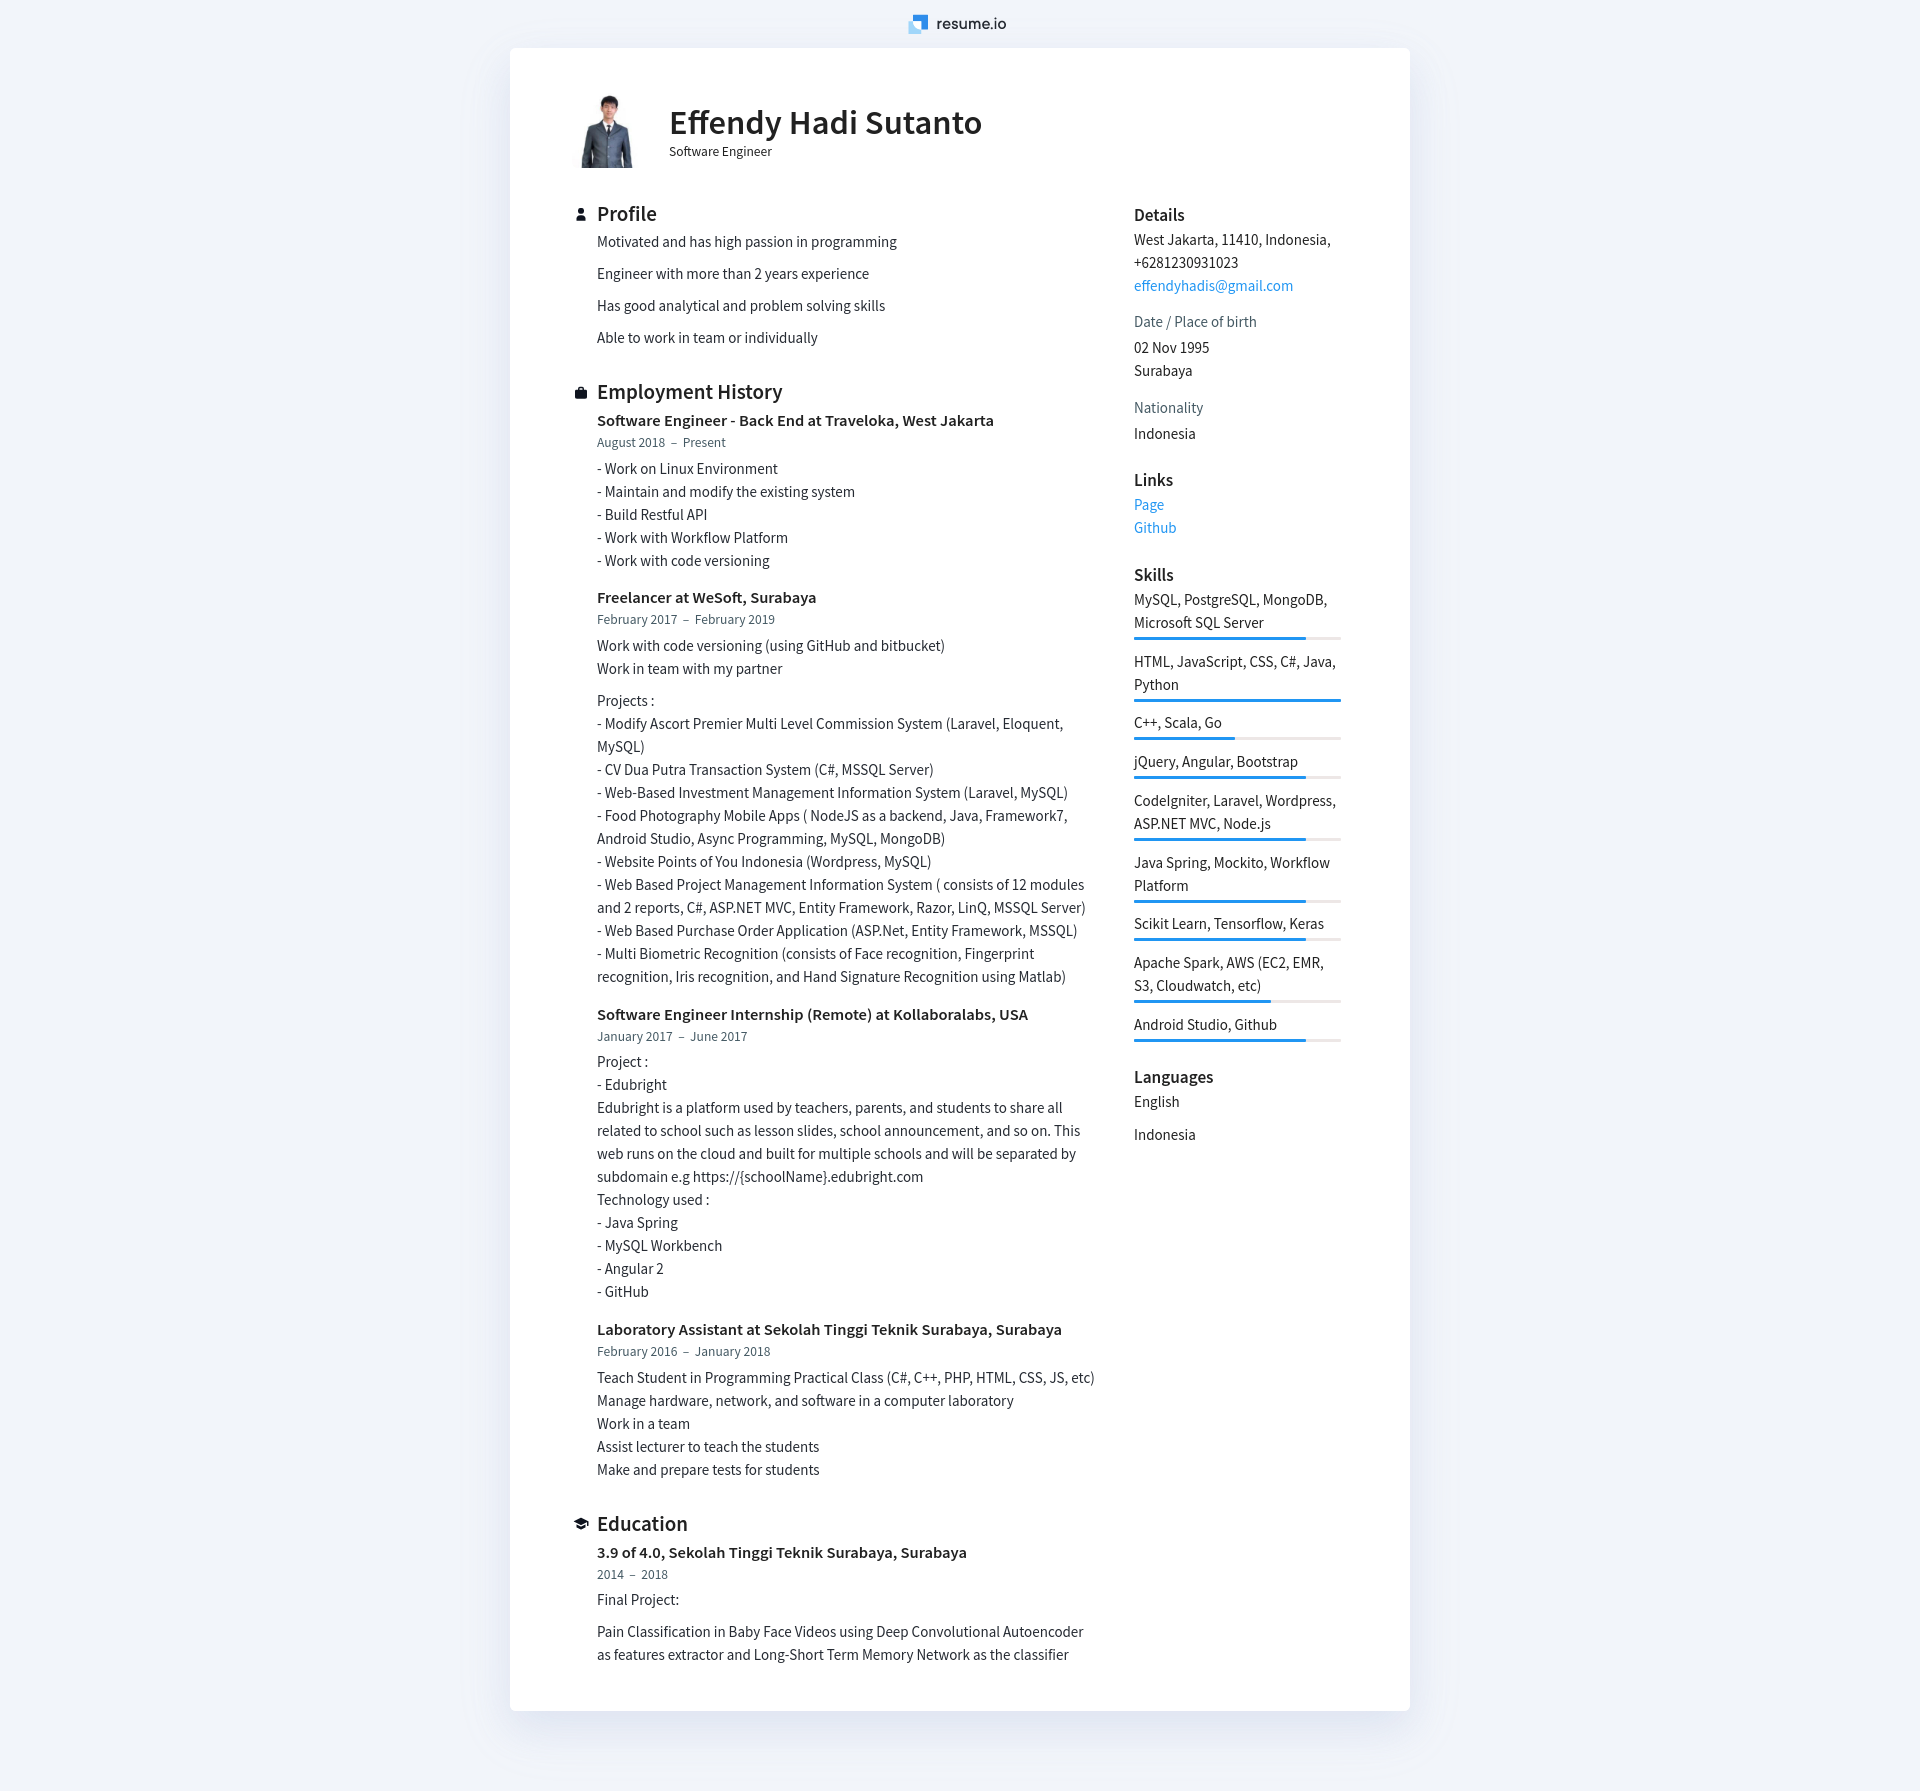 resume.io
Effendy Hadi Sutanto
Software Engineer
Profile
Motivated and has high passion in programming
Engineer with more than 2 years experience
Has good analytical and problem solving skills
Able to work in team or individually
Employment History
Software Engineer - Back End at Traveloka, West Jakarta
August 2018 – Present
- Work on Linux Environment
- Maintain and modify the existing system
- Build Restful API
- Work with Workflow Platform
- Work with code versioning
Freelancer at WeSoft, Surabaya
February 2017 – February 2019
Work with code versioning (using GitHub and bitbucket)
Work in team with my partner
Projects :
- Modify Ascort Premier Multi Level Commission System (Laravel, Eloquent,
MySQL)
- CV Dua Putra Transaction System (C#, MSSQL Server)
- Web-Based Investment Management Information System (Laravel, MySQL)
- Food Photography Mobile Apps ( NodeJS as a backend, Java, Framework7,
Android Studio, Async Programming, MySQL, MongoDB)
- Website Points of You Indonesia (Wordpress, MySQL)
- Web Based Project Management Information System ( consists of 12 modules
and 2 reports, C#, ASP.NET MVC, Entity Framework, Razor, LinQ, MSSQL Server)
- Web Based Purchase Order Application (ASP.Net, Entity Framework, MSSQL)
- Multi Biometric Recognition (consists of Face recognition, Fingerprint
recognition, Iris recognition, and Hand Signature Recognition using Matlab)
Software Engineer Internship (Remote) at Kollaboralabs, USA
January 2017 – June 2017
Project :
- Edubright
Edubright is a platform used by teachers, parents, and students to share all
related to school such as lesson slides, school announcement, and so on. This
web runs on the cloud and built for multiple schools and will be separated by
subdomain e.g https://{schoolName}.edubright.com
Technology used :
- Java Spring
- MySQL Workbench
- Angular 2
- GitHub
Laboratory Assistant at Sekolah Tinggi Teknik Surabaya, Surabaya
February 2016 – January 2018
Teach Student in Programming Practical Class (C#, C++, PHP, HTML, CSS, JS, etc)
Manage hardware, network, and software in a computer laboratory
Work in a team
Assist lecturer to teach the students
Make and prepare tests for students
Education
3.9 of 4.0, Sekolah Tinggi Teknik Surabaya, Surabaya
2014 – 2018
Final Project:
Pain Classification in Baby Face Videos using Deep Convolutional Autoencoder
as features extractor and Long-Short Term Memory Network as the classifier
Details
West Jakarta, 11410, Indonesia,
+6281230931023
effendyhadis@gmail.com
Date / Place of birth
02 Nov 1995
Surabaya
Nationality
Indonesia
Links
Page
Github
Skills
MySQL, PostgreSQL, MongoDB,
Microsoft SQL Server
HTML, JavaScript, CSS, C#, Java,
Python
C++, Scala, Go
jQuery, Angular, Bootstrap
CodeIgniter, Laravel, Wordpress,
ASP.NET MVC, Node.js
Java Spring, Mockito, Workflow
Platform
Scikit Learn, Tensorflow, Keras
Apache Spark, AWS (EC2, EMR,
S3, Cloudwatch, etc)
Android Studio, Github
Languages
English
Indonesia